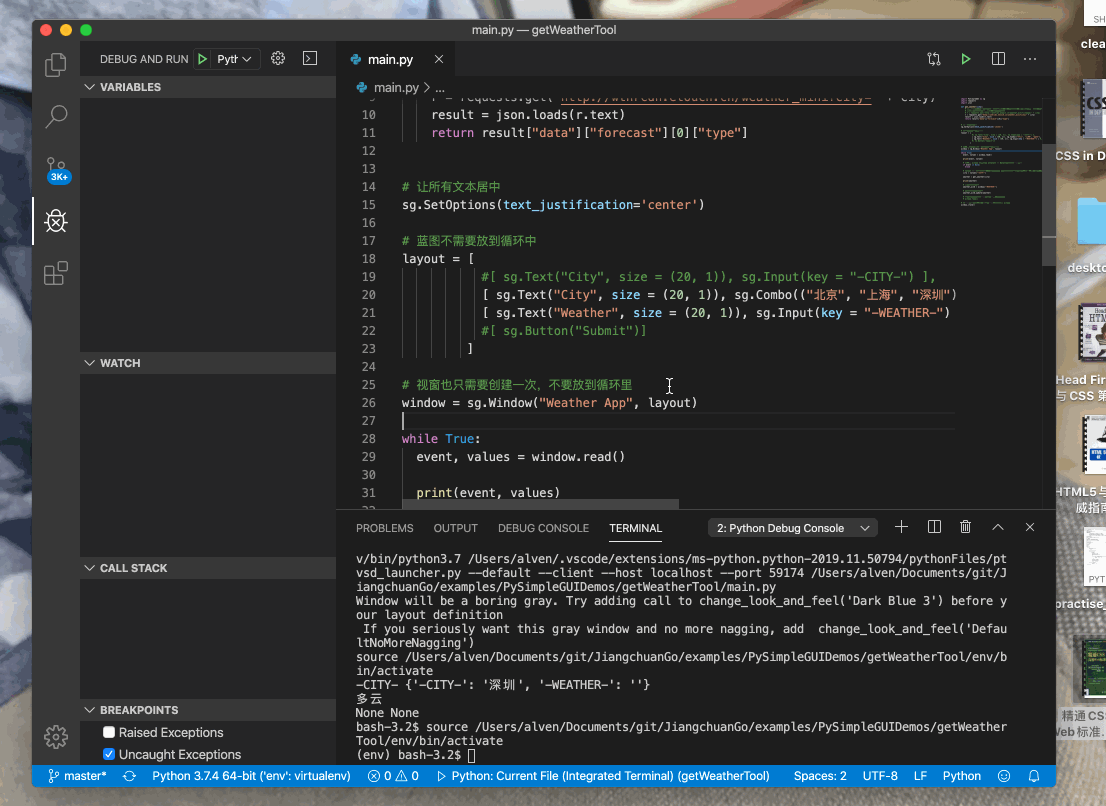 main.py — getWeatherTool
DEBUG AND RUN
Pyth
main.py
main.py > ...
VARIABLES
WATCH
CALL STACK
BREAKPOINTS
Raised Exceptions
Uncaught Exceptions
3K+
10 result = json.loads(r.text)
11 return result["data"]["forecast"][0]["type"]
12
13
14 # 让所有文本居中
15 sg.SetOptions(text_justification='center')
16
17 # 蓝图不需要放到循环中
18 layout = [
19 #[ sg.Text("City", size = (20, 1)), sg.Input(key = "-CITY-") ],
20 [ sg.Text("City", size = (20, 1)), sg.Combo(("北京", "上海", "深圳")
21 [ sg.Text("Weather", size = (20, 1)), sg.Input(key = "-WEATHER-")
22 #[ sg.Button("Submit")]
23 ]
24
25 # 视窗也只需要创建一次，不要放到循环里
26 window = sg.Window("Weather App", layout)
27
28 while True:
29 event, values = window.read()
30
31 print(event, values)
PROBLEMS OUTPUT DEBUG CONSOLE TERMINAL 2: Python Debug Console
v/bin/python3.7 /Users/alven/.vscode/extensions/ms-python.python-2019.11.50794/pythonFiles/pt
vsd_launcher.py --default --client --host localhost --port 59174 /Users/alven/Documents/git/J
iangchuanGo/examples/PySimpleGUIDemos/getWeatherTool/main.py
Window will be a boring gray. Try adding call to change_look_and_feel('Dark Blue 3') before y
our layout definition
If you seriously want this gray window and no more nagging, add change_look_and_feel('Defau
ltNoMoreNagging')
source /Users/alven/Documents/git/JiangchuanGo/examples/PySimpleGUIDemos/getWeatherTool/env/b
in/activate
-CITY- {'-CITY-': '深圳', '-WEATHER-': ''}
多云
None None
bash-3.2$ source /Users/alven/Documents/git/JiangchuanGo/examples/PySimpleGUIDemos/getWeather
Tool/env/bin/activate
(env) bash-3.2$
master* Python 3.7.4 64-bit ('env': virtualenv) 0 0 Python: Current File (Integrated Terminal) (getWeatherTool) Spaces: 2 UTF-8 LF Python
SH
clea
CSS in D
deskto
Head Fir
与 CSS 第
HTML5 与
威指南
PYT
practise_
精通CS
Web标准.